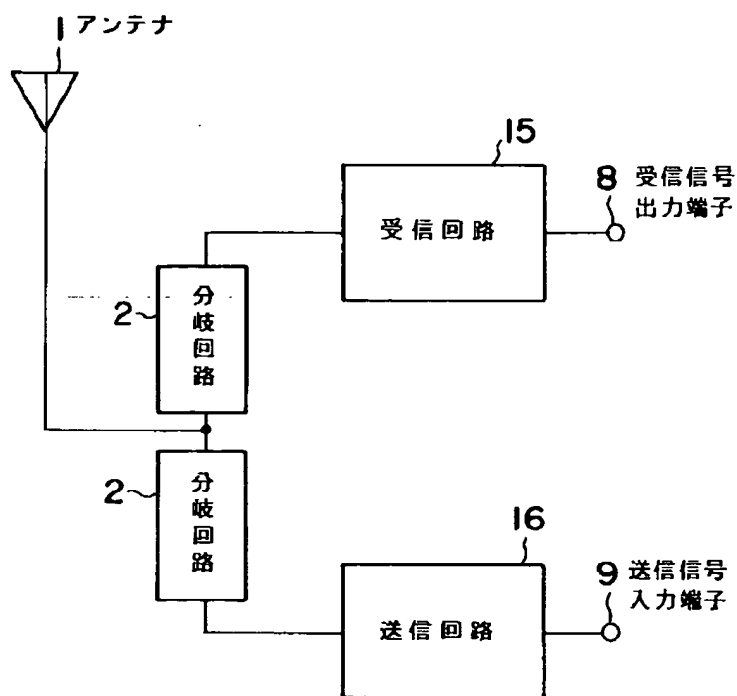 1 アンテナ
15
受信回路
8 受信信号
出力端子
2 分岐回路
2 分岐回路
16
送信回路
9 送信信号
入力端子